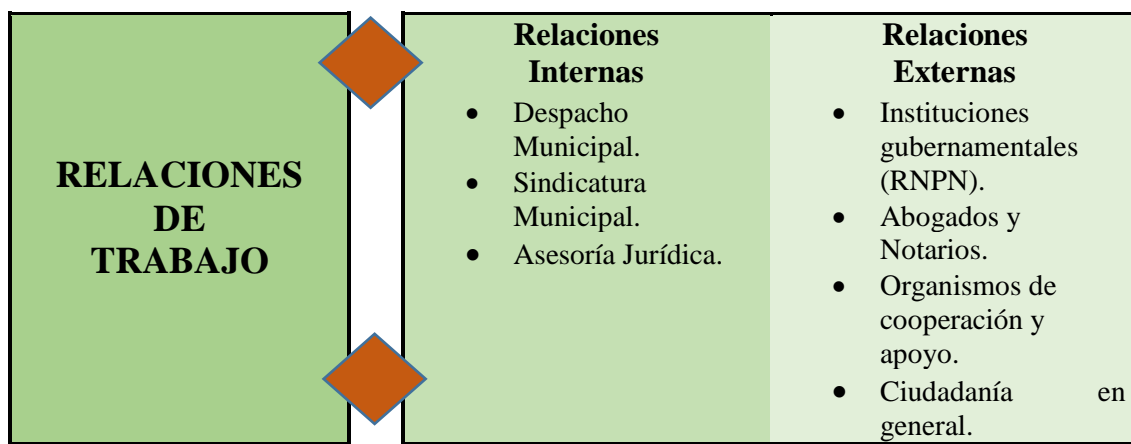 RELACIONES
DE
TRABAJO
Relaciones
Internas
• Despacho
Municipal.
• Sindicatura
Municipal.
• Asesoría Jurídica.
Relaciones
Externas
• Instituciones
gubernamentales
(RNPN).
• Abogados y
Notarios.
• Organismos de
cooperación y
apoyo.
• Ciudadanía en
general.